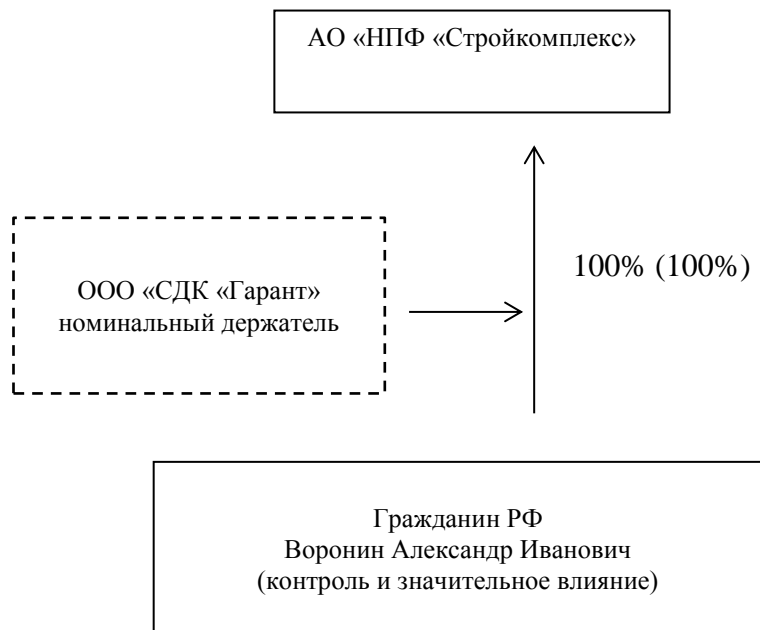 АО «НПФ «Стройкомплекс»
ООО «СДК «Гарант»
номинальный держатель
100% (100%)
Гражданин РФ
Воронин Александр Иванович
(контроль и значительное влияние)